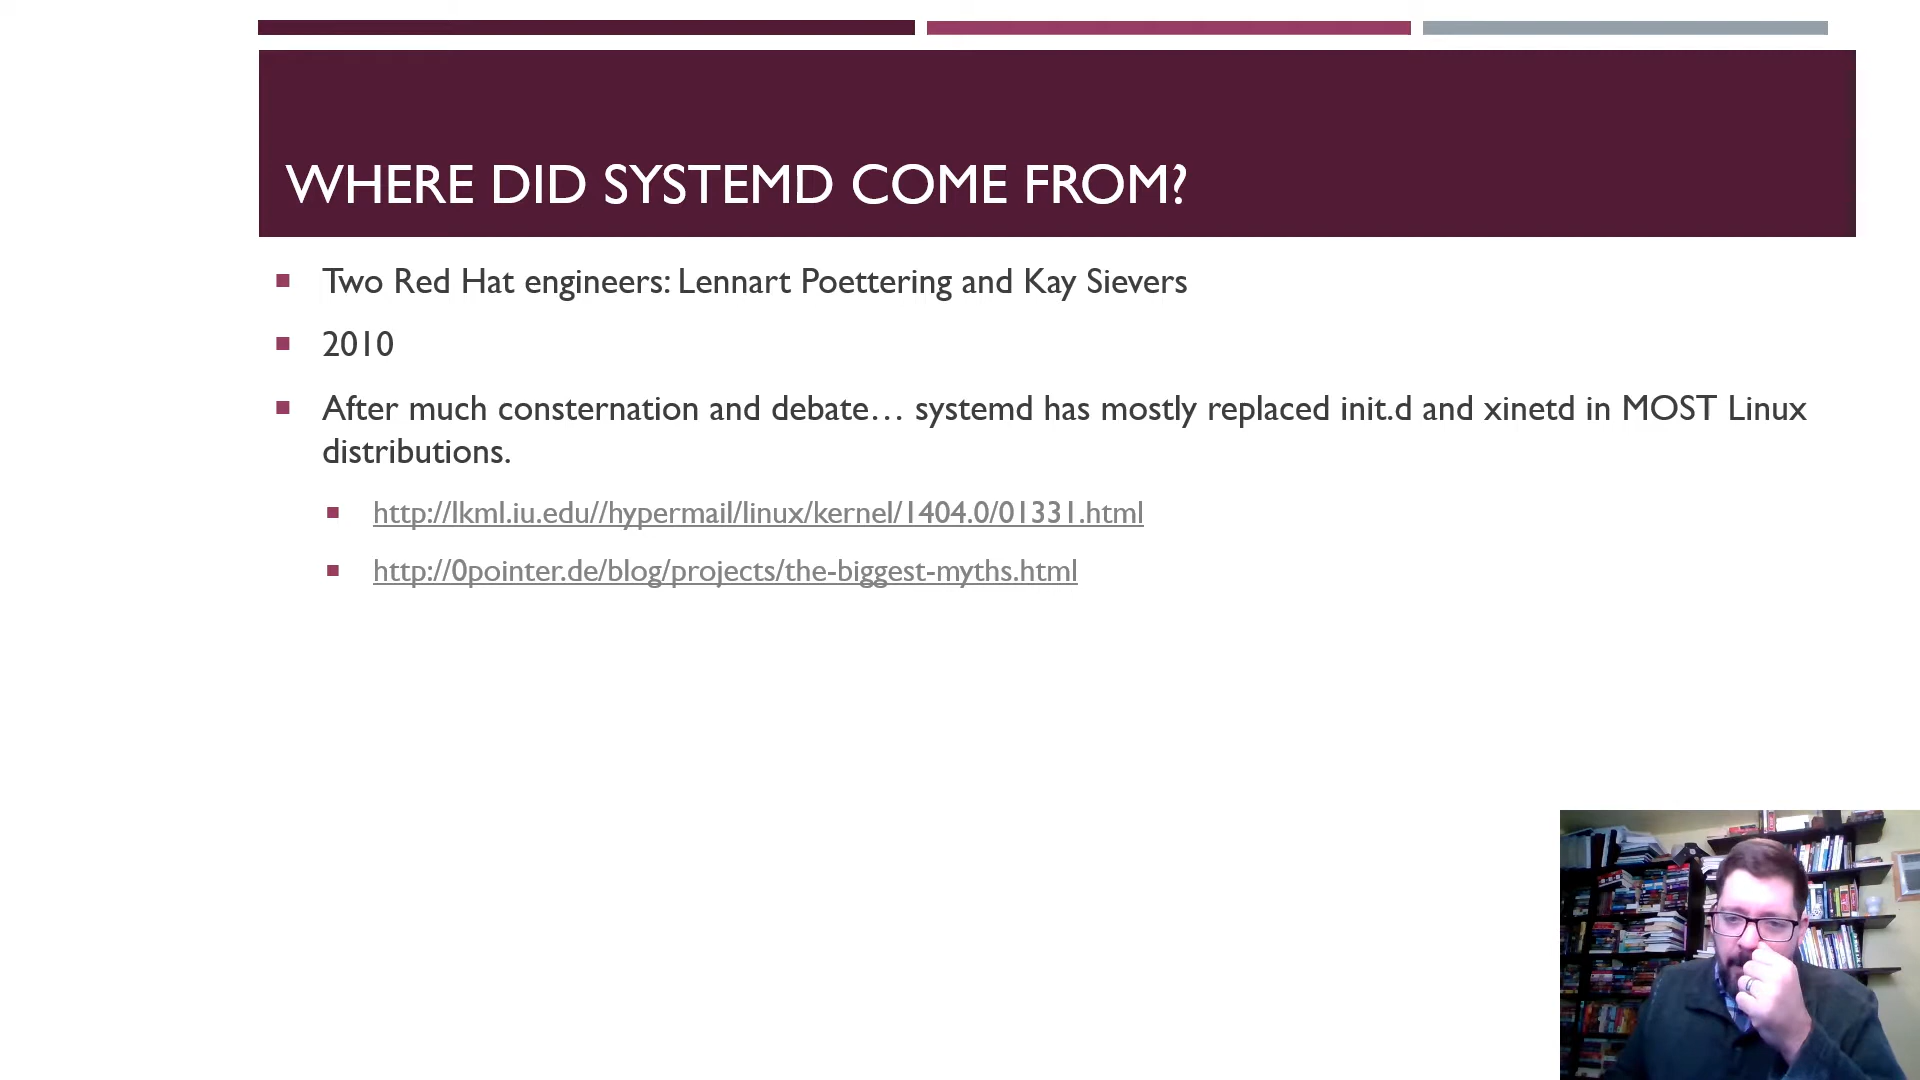 WHERE DID SYSTEMD COME FROM?
Two Red Hat engineers: Lennart Poettering and Kay Sievers
2010
After much consternation and debate… systemd has mostly replaced init.d and xinetd in MOST Linux
distributions.
http://lkml.iu.edu//hypermail/linux/kernel/1404.0/01331.html
http://0pointer.de/blog/projects/the-biggest-myths.html